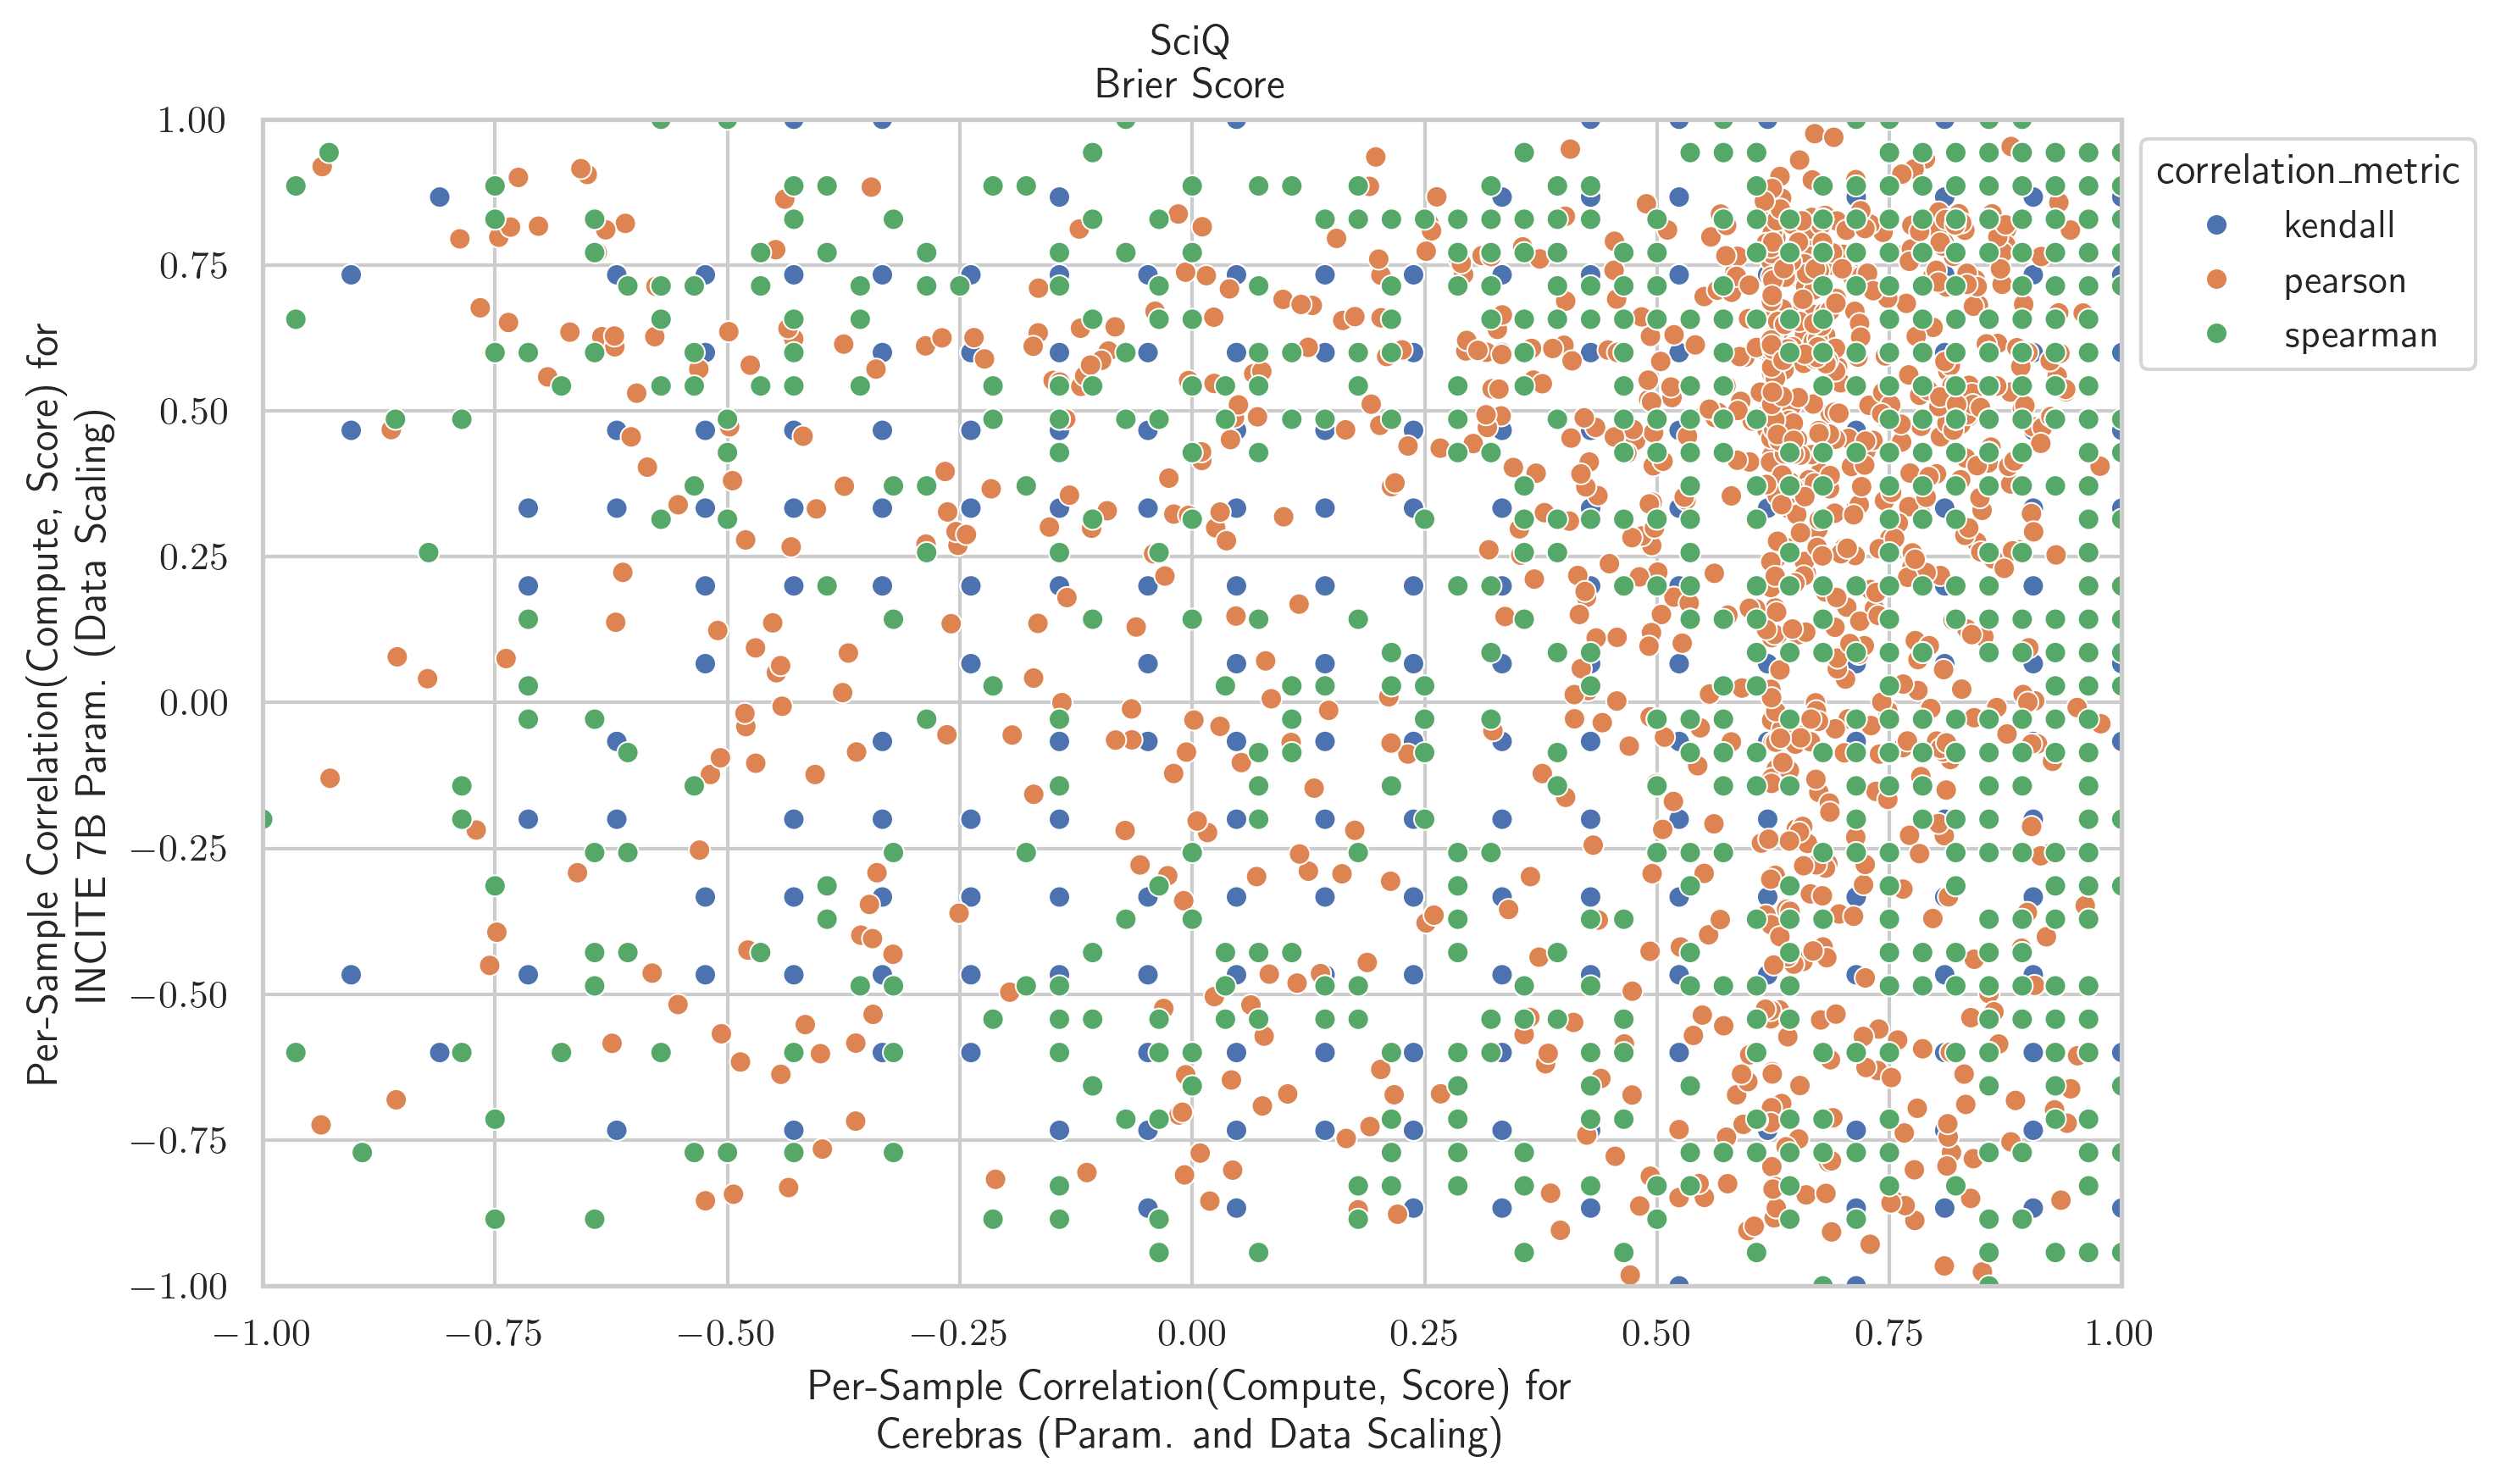 SciQ
Brier Score
Per-Sample Correlation(Compute, Score) for
INCITE 7B Param. (Data Scaling)
1.00
0.75
0.50
0.25
0.00
−0.25
−0.50
−0.75
−1.00
−1.00
−0.75
−0.50
−0.25
0.00
0.25
0.50
0.75
1.00
Per-Sample Correlation(Compute, Score) for
Cerebras (Param. and Data Scaling)
correlation_metric
kendall
pearson
spearman